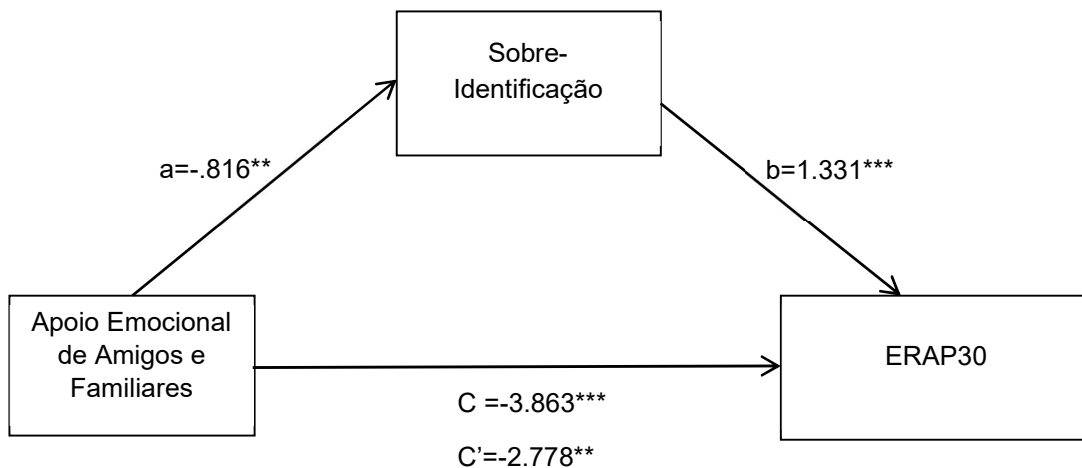 Sobre-
Identificação
a=-.816**
b=1.331***
Apoio Emocional
de Amigos e
Familiares
ERAP30
C =-3.863***
C’=-2.778**